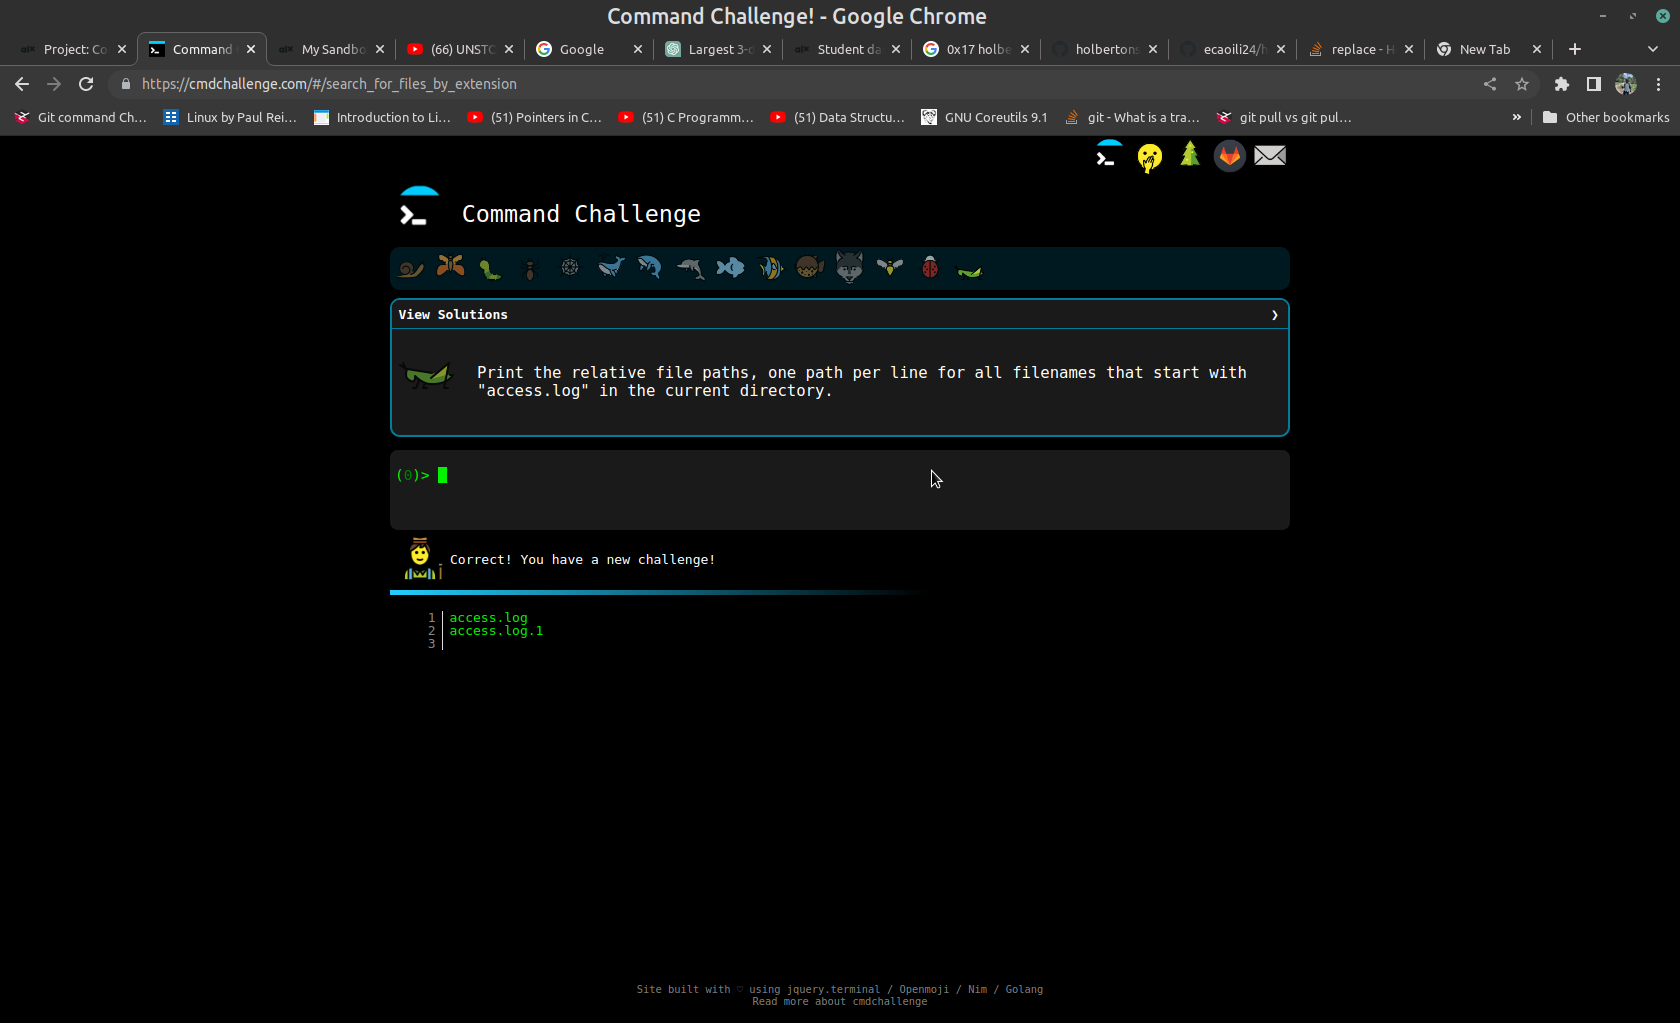 Command Challenge! - Google Chrome
Project: Co
Command
My Sandbo
(66) UNSTO
Google
Largest 3-d
Student da
0x17 holbe
holbertons
ecaoili24/h
replace - H
New Tab
https://cmdchallenge.com/#/search_for_files_by_extension
Git command Ch...
Linux by Paul Rei...
Introduction to Li...
(51) Pointers in C...
(51) C Programm...
(51) Data Structu...
GNU Coreutils 9.1
git - What is a tra...
git pull vs git pul...
»
Other bookmarks
Command Challenge
View Solutions
Print the relative file paths, one path per line for all filenames that start with
"access.log" in the current directory.
(0)>
Correct! You have a new challenge!
1 access.log
2 access.log.1
3
Site built with ♡ using jquery.terminal / Openmoji / Nim / Golang
Read more about cmdchallenge